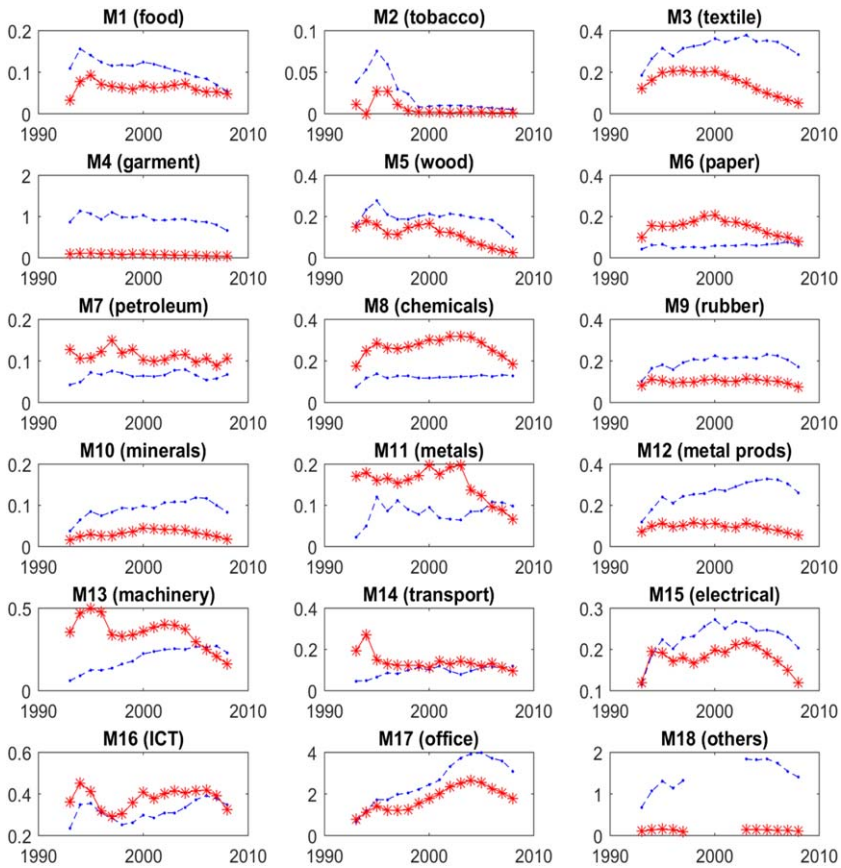 M1 (food) M2 (tobacco) M3 (textile)
0.2 0.1 0.4
0.1 0.05 0.2
0 0 0
1990 2000 2010 1990 2000 2010 1990 2000 2010
M4 (garment) M5 (wood) M6 (paper)
2 0.4 0.4
1 0.2 0.2
0 0 0
1990 2000 2010 1990 2000 2010 1990 2000 2010
M7 (petroleum) M8 (chemicals) M9 (rubber)
0.2 0.4 0.4
0.1 0.2 0.2
0 0 0
1990 2000 2010 1990 2000 2010 1990 2000 2010
M10 (minerals) M11 (metals) M12 (metal prods)
0.2 0.2 0.4
0.1 0.1 0.2
0 0 0
1990 2000 2010 1990 2000 2010 1990 2000 2010
M13 (machinery) M14 (transport) M15 (electrical)
0.5 0.4 0.3
0.2 0.2
0 0 0.1
1990 2000 2010 1990 2000 2010 1990 2000 2010
M16 (ICT) M17 (office) M18 (others)
0.6 4 2
0.4 2 1
0.2 0 0
1990 2000 2010 1990 2000 2010 1990 2000 2010